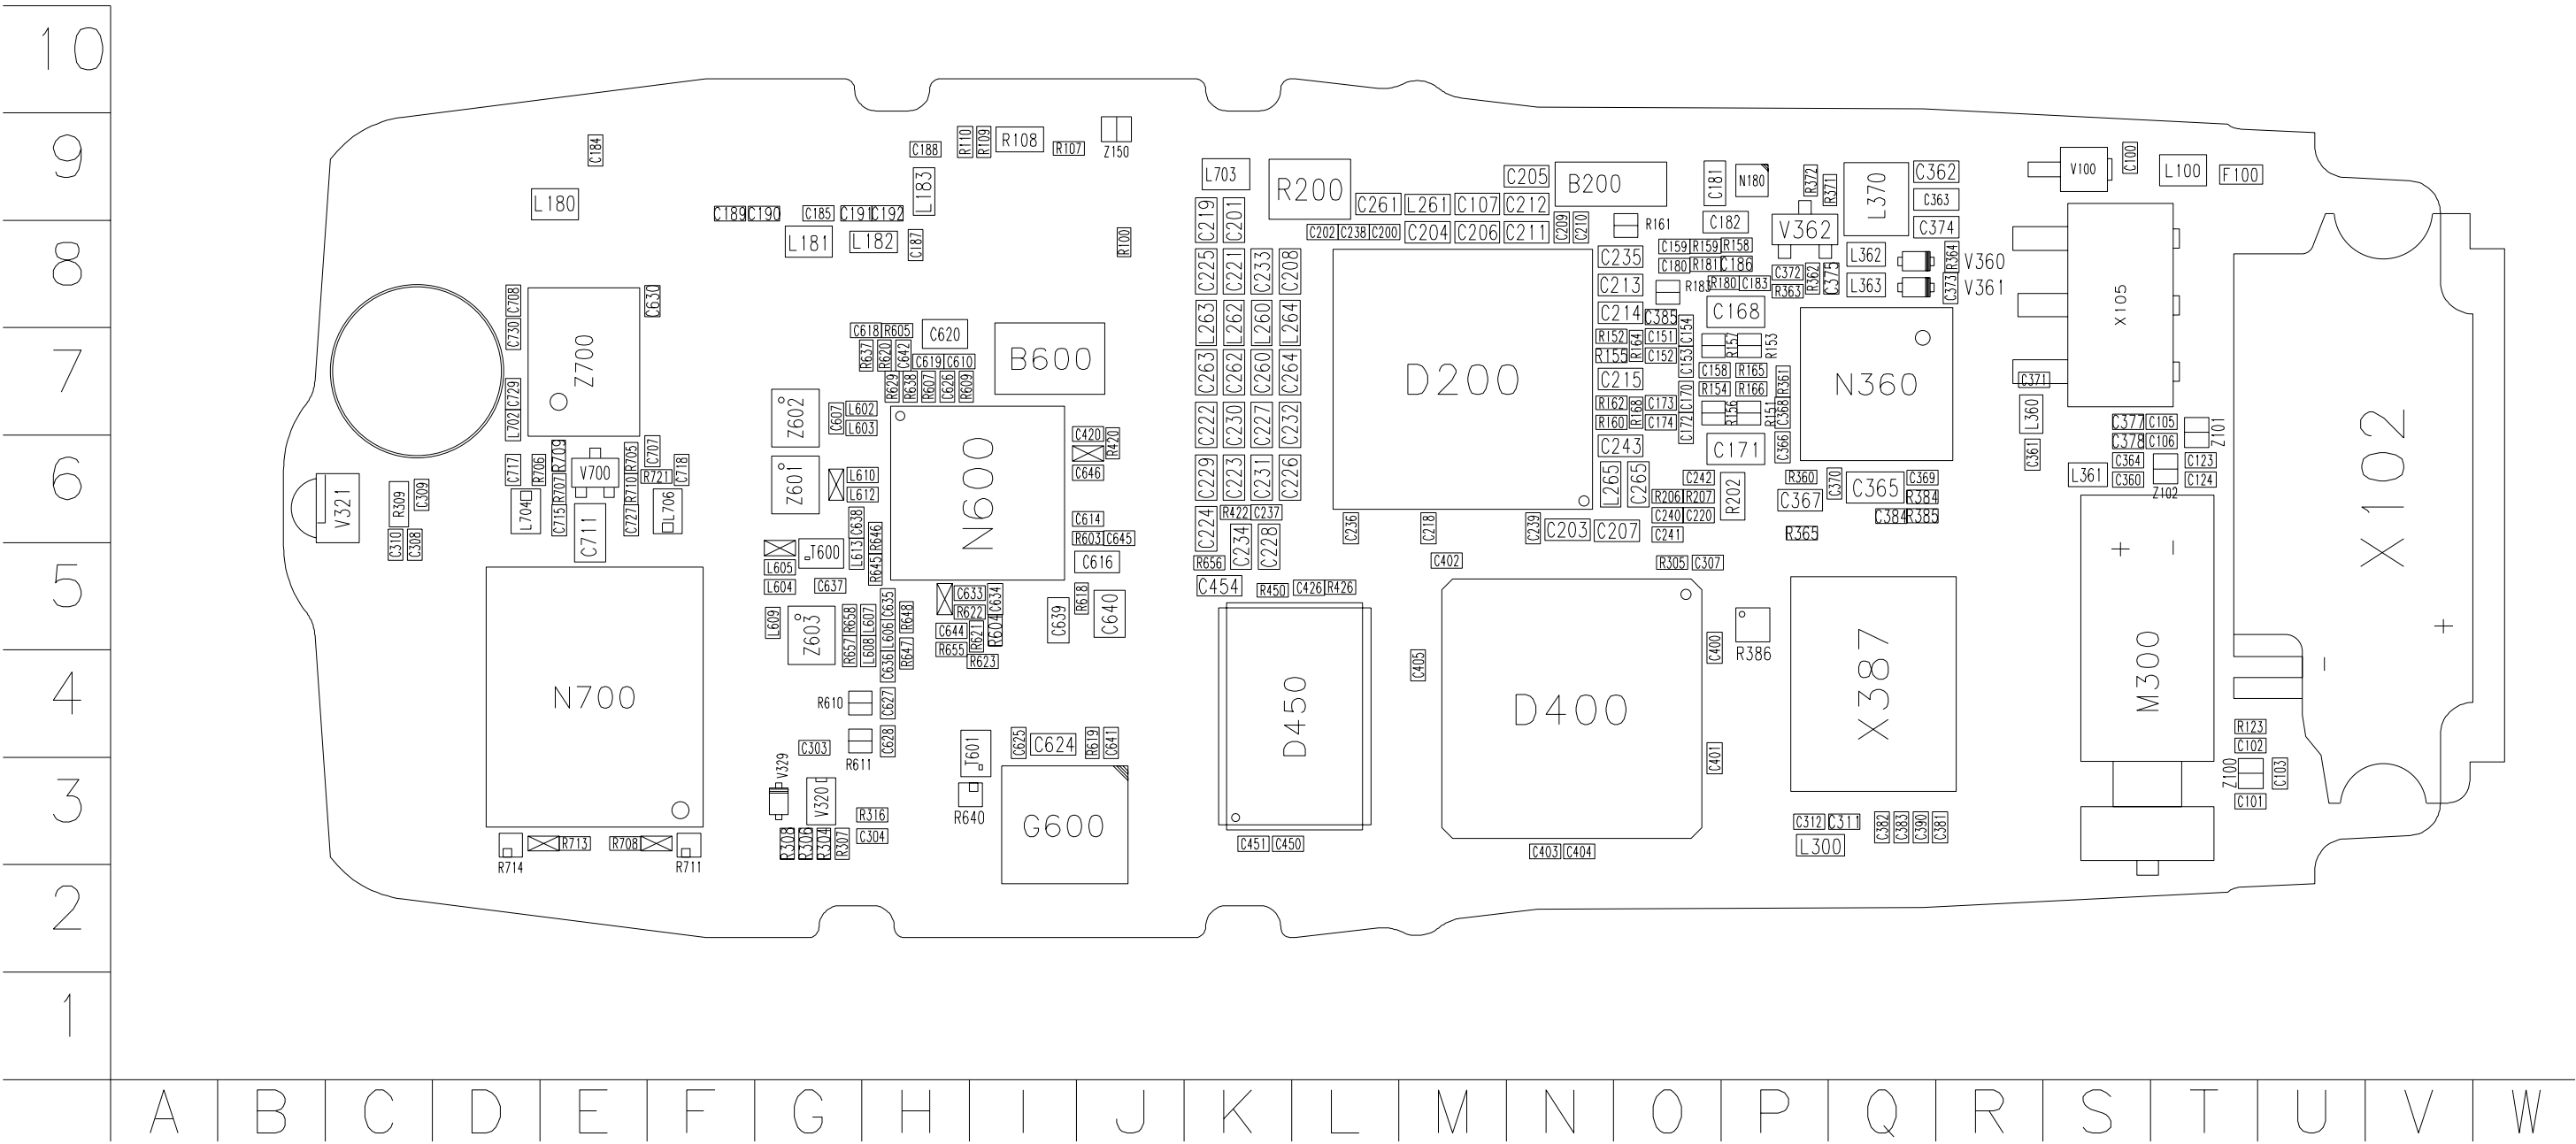 10
9
8
7
6
5
4
3
2
1
A B C D E F G H I J K L M N O P Q R S T U V W
C184
L180
C189 C190 C185 C191 C192
L181 L182 C187
C188 R110 R109 R108 R107 Z150
L183
R100
L703 R200 C205 B200 C181 N180 R372 R371 L370 C362
C363
C374
V100 C100 L100 F100
C219 C201 C261 L261 C107 C212 C209 C210 R161 C182 V362
C202 C238 C200 C204 C206 C211
C159 R159 R158
C180 R181 C186
R180 C183
C372
R363
R362 C375 L362 L363 R364 C373 V360
V361
C225 C221 C233 C208 C235
C213 R183
C214 C385 C154 C168
L263 L262 L260 L264
R152 R164 C151 R157 R153
R155 C152 C153
C263 C262 C260 C264 C215 C158 R165 R361
R154 R166
C170
R162 R168 C173 R156 R151 C368
R160 C174 C172
C222 C230 C227 C232 C243 C171 C366
C229 C223 C231 C226 L265 C265
D200
N360
X105
C371
L360
C361
C377 C105 Z101
C378 C106
C364 C123
L361 C360 Z102 C124
X102
C708 C630
C730
Z700
C729
L702
C717 R706 R709 V700 R705 C707
R721 C718
R707 R710
L704 C715 C711 C727 L706
V321 R309 C309
C310 C308
C618 R605 C620 B600
R637 R620 C642 C619 C610
R629 R638 R607 C626 R609
Z602 C607 L602
L603
Z601 L610
L612
N600
C420 R420
C646
C614
R603 C645
C616
C638 R646
L613 R645
T600
L605
L604 C637
L609 Z603 R658 L607 C635 R648
R657 L608 L606 R647
C636
C633 C634
R622
C644 R621 R604
R655
R623
C639 R618 C640
R610 C627
R611 C628
C303
V329 V320
R316
C304
R308 R306 R304 R307
T601 C625 C624 R619 C641
R640
G600
N700
R714 R713 R708 R711
C224 R422 C237
C234 C228
R656
C454 R450 C426 R426
C236 C218 C239 C203 C207
C402
D450
C405
C451 C450
D400
C403 C404
C242
R206 R207 R202
C240 C220
C241
R305 C307
C400
C401
R386
R360 C370 C365 C369
C367 R384
C384 R385
R365
X387
C312 C311 C382 C383 C390 C381
L300
+ -
M300
+
-
R123
C102
Z100 C103
C101